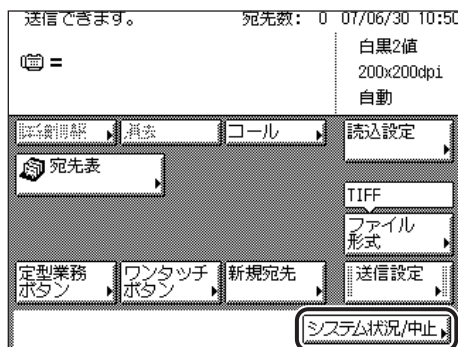 送信できます。 宛先数: 0 07/06/30 10:50
= 白黒2値
200x200dpi
自動
詳細情報 消去 コール 読込設定
宛先表
TIFF
ファイル
形式
定型業務
ボタン
ワンタッチ
ボタン
新規宛先
送信設定
システム状況/中止